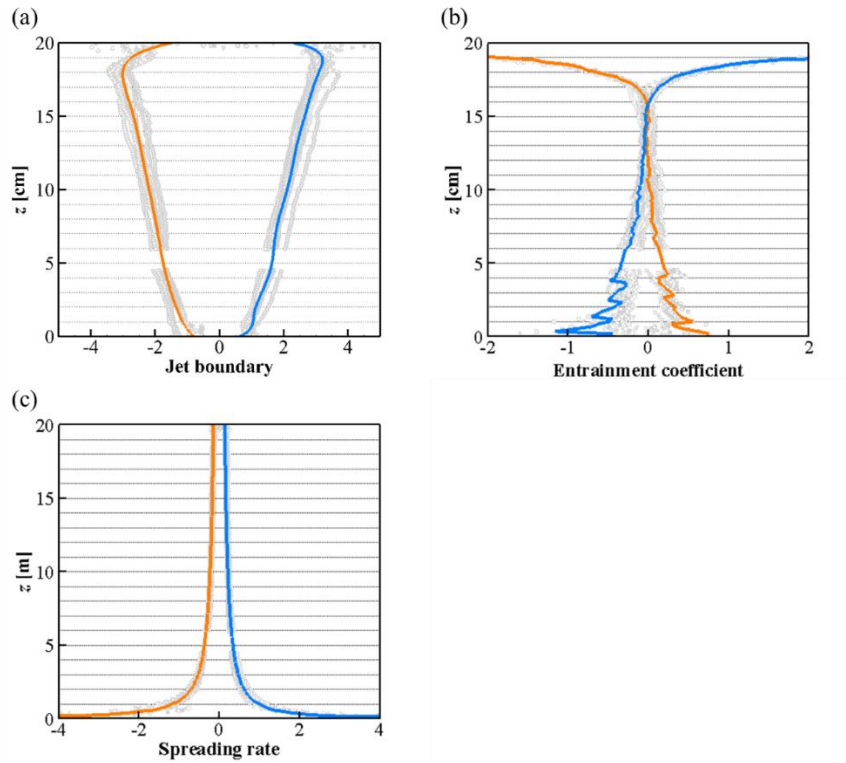 (a)
20
15
z [cm]
10
5
0
-4 -2 0 2 4
Jet boundary
(b)
20
15
z [cm]
10
5
0
-2 -1 0 1 2
Entrainment coefficient
(c)
20
15
z [m]
10
5
0
-4 -2 0 2 4
Spreading rate